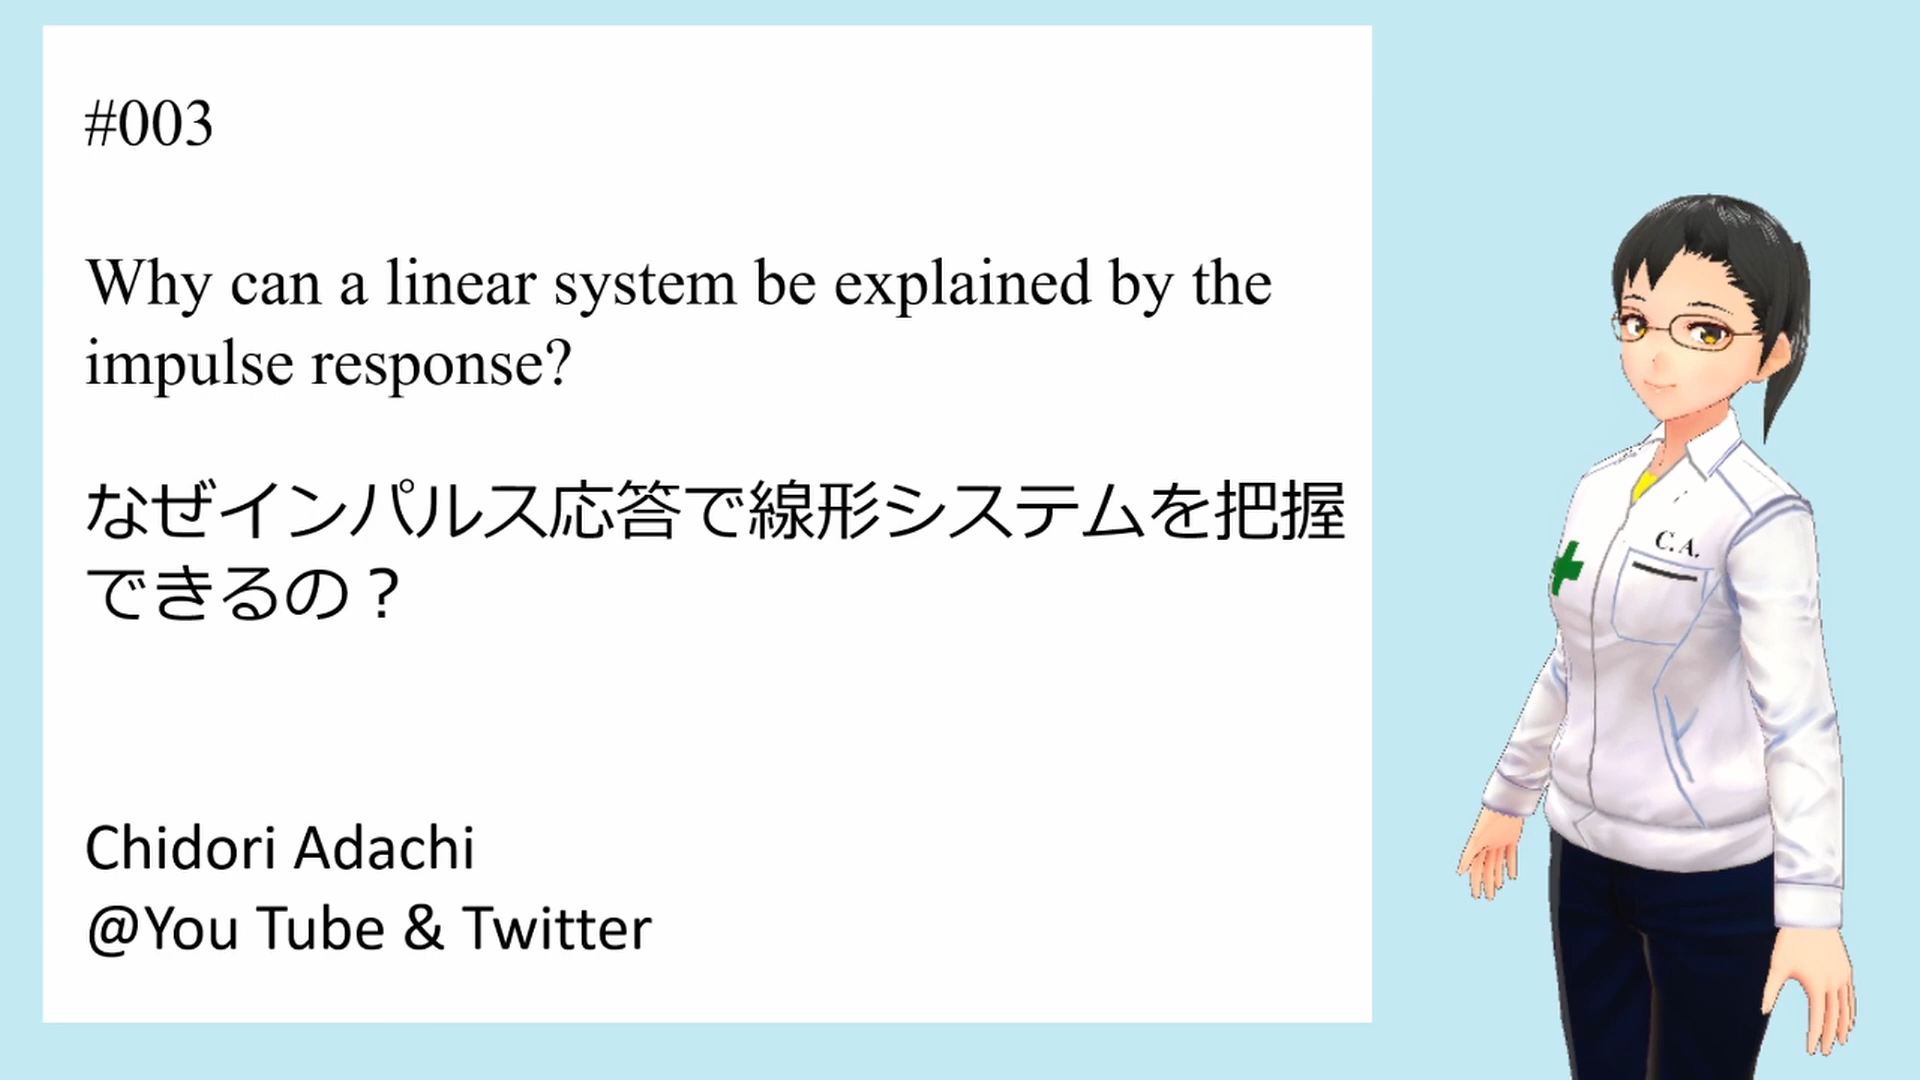 #003
Why can a linear system be explained by the
impulse response?
なぜインパルス応答で線形システムを把握
できるの？
Chidori Adachi
@You Tube & Twitter
C. A.